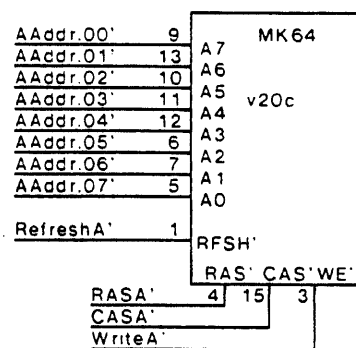 AAddr.00' 9 A7 MK64
AAddr.01' 13 A6
AAddr.02' 10 A5
AAddr.03' 11 A4 v20c
AAddr.04' 12 A3
AAddr.05' 6 A2
AAddr.06' 7 A1
AAddr.07' 5 A0
RefreshA' 1 RFSH'
RAS' CAS' WE'
RASA' 4 15 3
CASA'
WriteA'